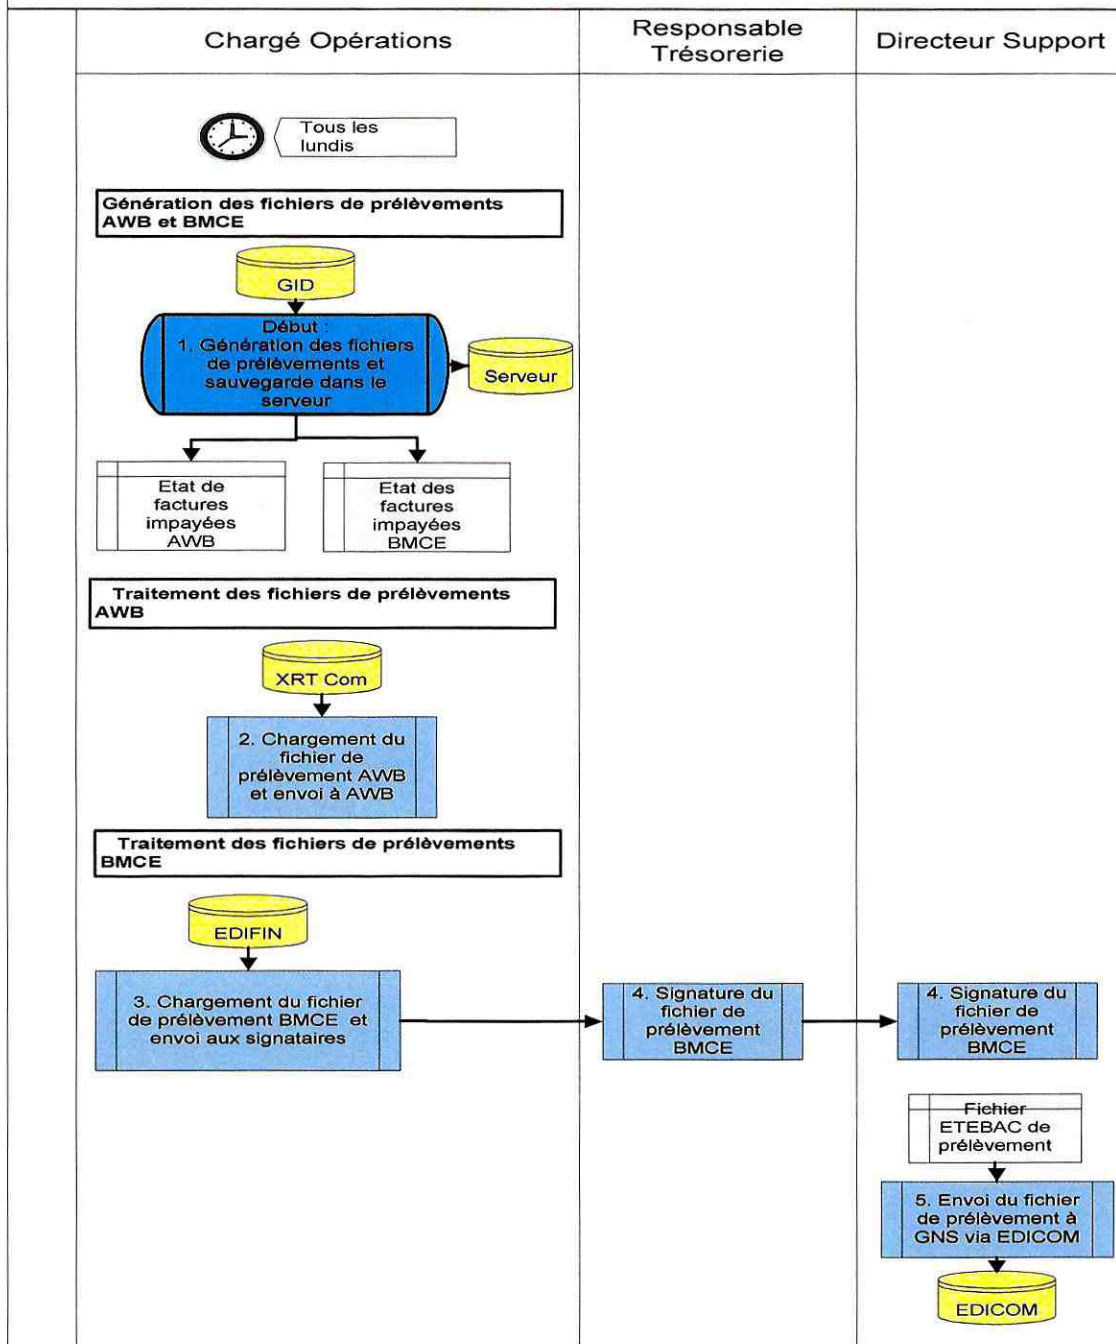 Chargé Opérations
Responsable
Trésorerie
Directeur Support
Tous les
lundis
Génération des fichiers de prélèvements
AWB et BMCE
GID
Début :
1. Génération des fichiers
de prélèvements et
sauvegarde dans le
serveur
Serveur
Etat de
factures
impayées
AWB
Etat des
factures
impayées
BMCE
Traitement des fichiers de prélèvements
AWB
XRT Com
2. Chargement du
fichier de
prélèvement AWB
et envoi à AWB
Traitement des fichiers de prélèvements
BMCE
EDIFIN
3. Chargement du fichier
de prélèvement BMCE et
envoi aux signataires
4. Signature du
fichier de
prélèvement
BMCE
4. Signature du
fichier de
prélèvement
BMCE
Fichier
ETEBAC de
prélèvement
5. Envoi du fichier
de prélèvement à
GNS via EDICOM
EDICOM